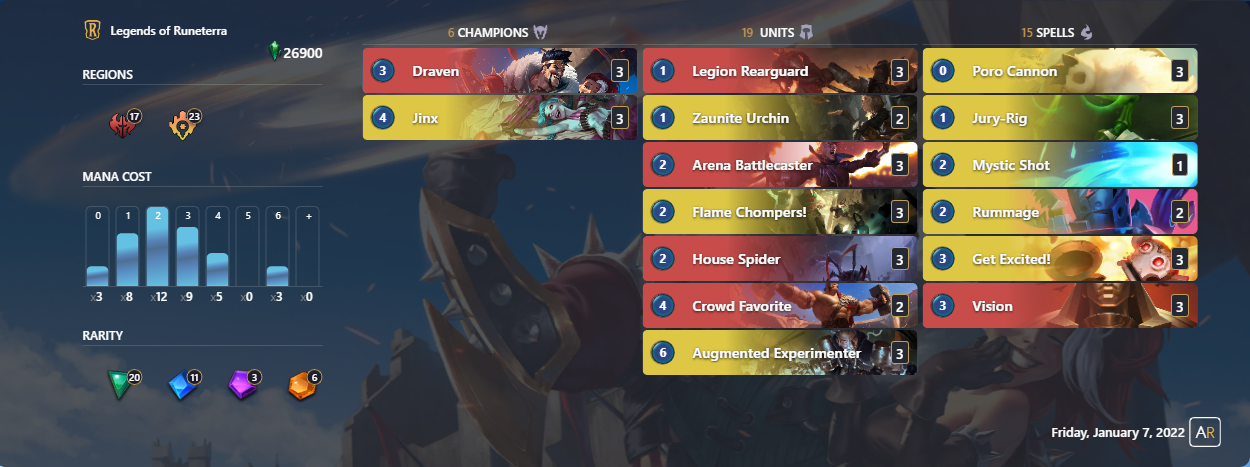 Legends of Runeterra
26900
REGIONS
17
23
MANA COST
0 1 2 3 4 5 6 +
x3 x8 x12 x9 x5 x0 x3 x0
RARITY
20
11
3
6
6 CHAMPIONS
3 Draven 3
4 Jinx 3
19 UNITS
1 Legion Rearguard 3
1 Zaunite Urchin 2
2 Arena Battlecaster 3
2 Flame Chompers! 3
2 House Spider 3
4 Crowd Favorite 2
6 Augmented Experimenter 3
15 SPELLS
0 Poro Cannon 3
1 Jury-Rig 3
2 Mystic Shot 1
2 Rummage 2
3 Get Excited! 3
3 Vision 3
Friday, January 7, 2022 AR